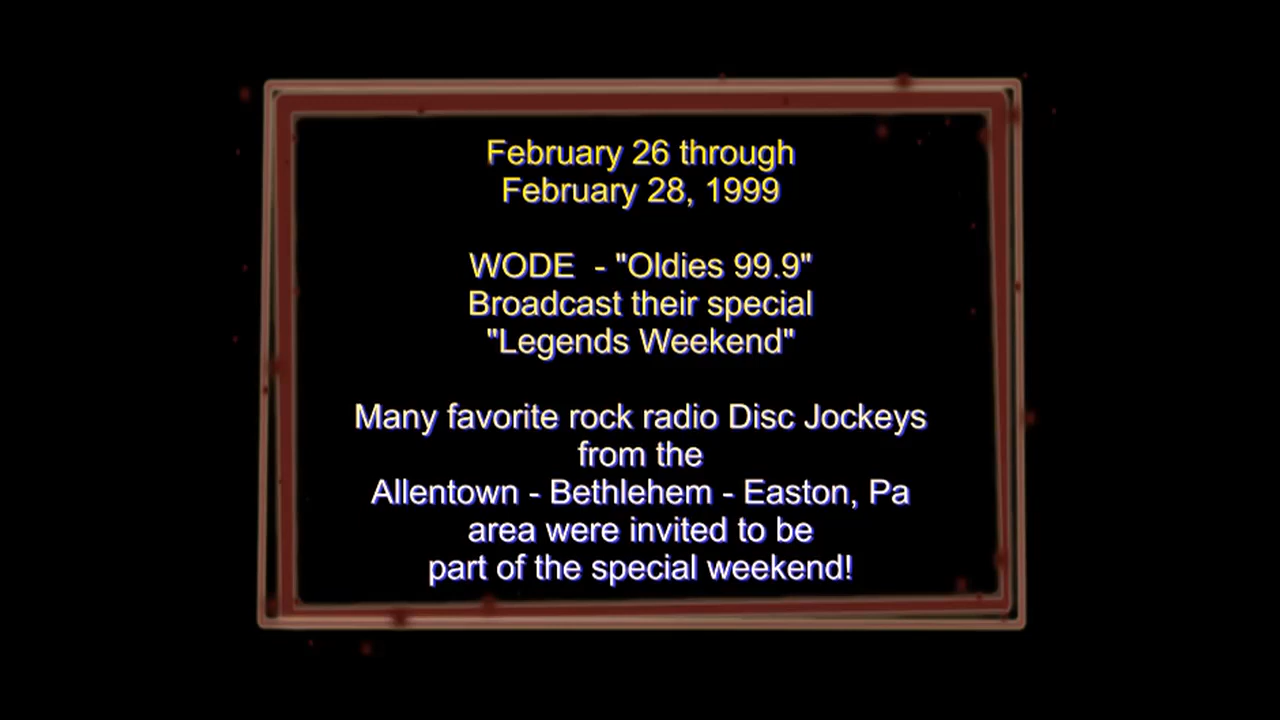 February 26 through
February 28, 1999
WODE - "Oldies 99.9"
Broadcast their special
"Legends Weekend"
Many favorite rock radio Disc Jockeys
from the
Allentown - Bethlehem - Easton, Pa
area were invited to be
part of the special weekend!